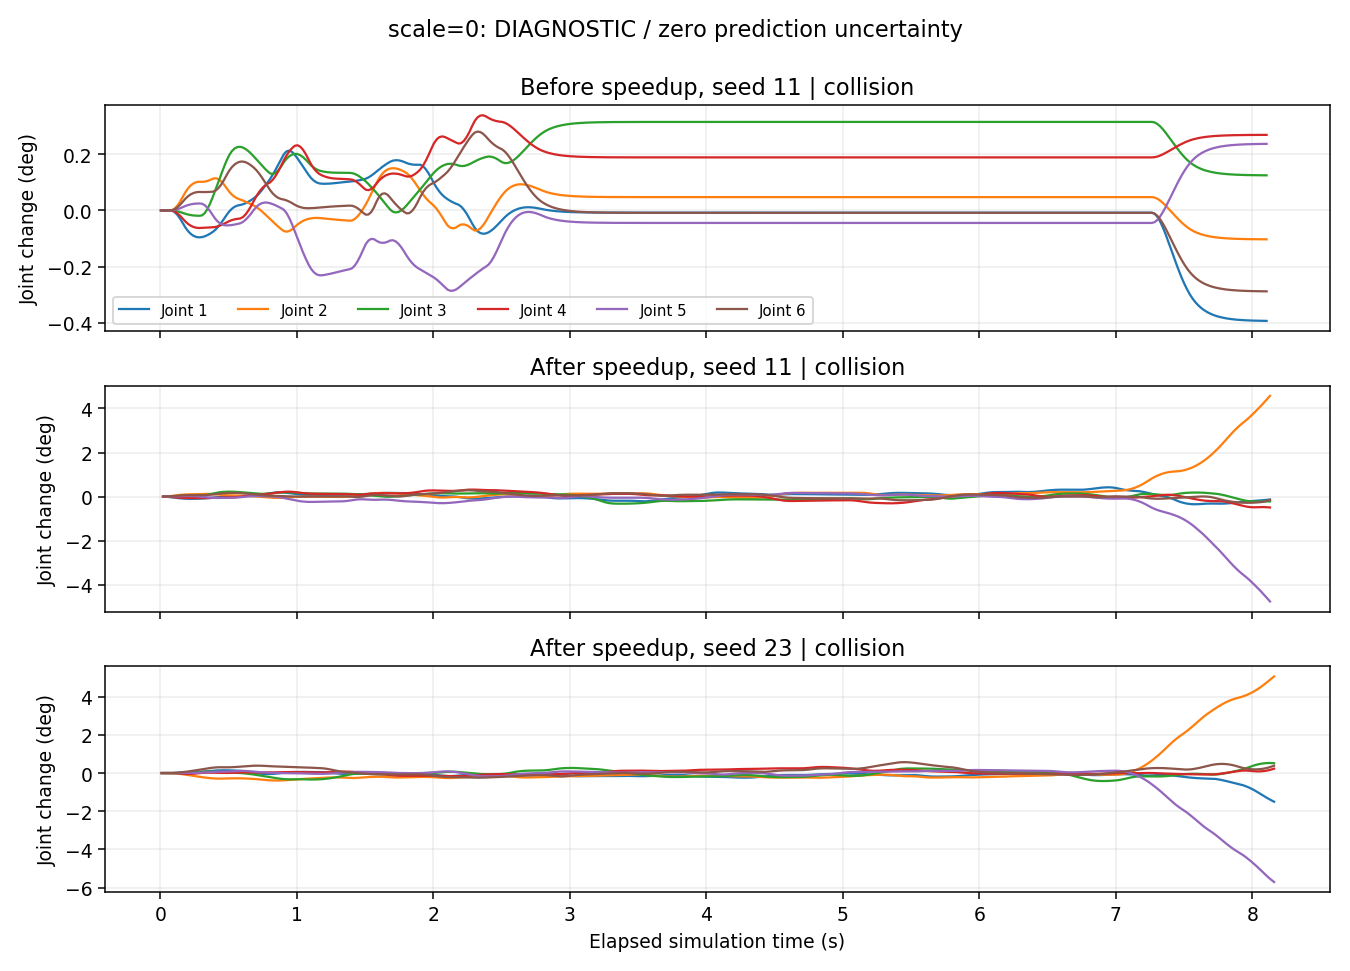 scale=0: DIAGNOSTIC / zero prediction uncertainty
Before speedup, seed 11 | collision
Joint change (deg)
0.2
0.0
−0.2
−0.4
Joint 1 Joint 2 Joint 3 Joint 4 Joint 5 Joint 6
After speedup, seed 11 | collision
Joint change (deg)
4
2
0
−2
−4
After speedup, seed 23 | collision
Joint change (deg)
4
2
0
−2
−4
−6
0 1 2 3 4 5 6 7 8
Elapsed simulation time (s)